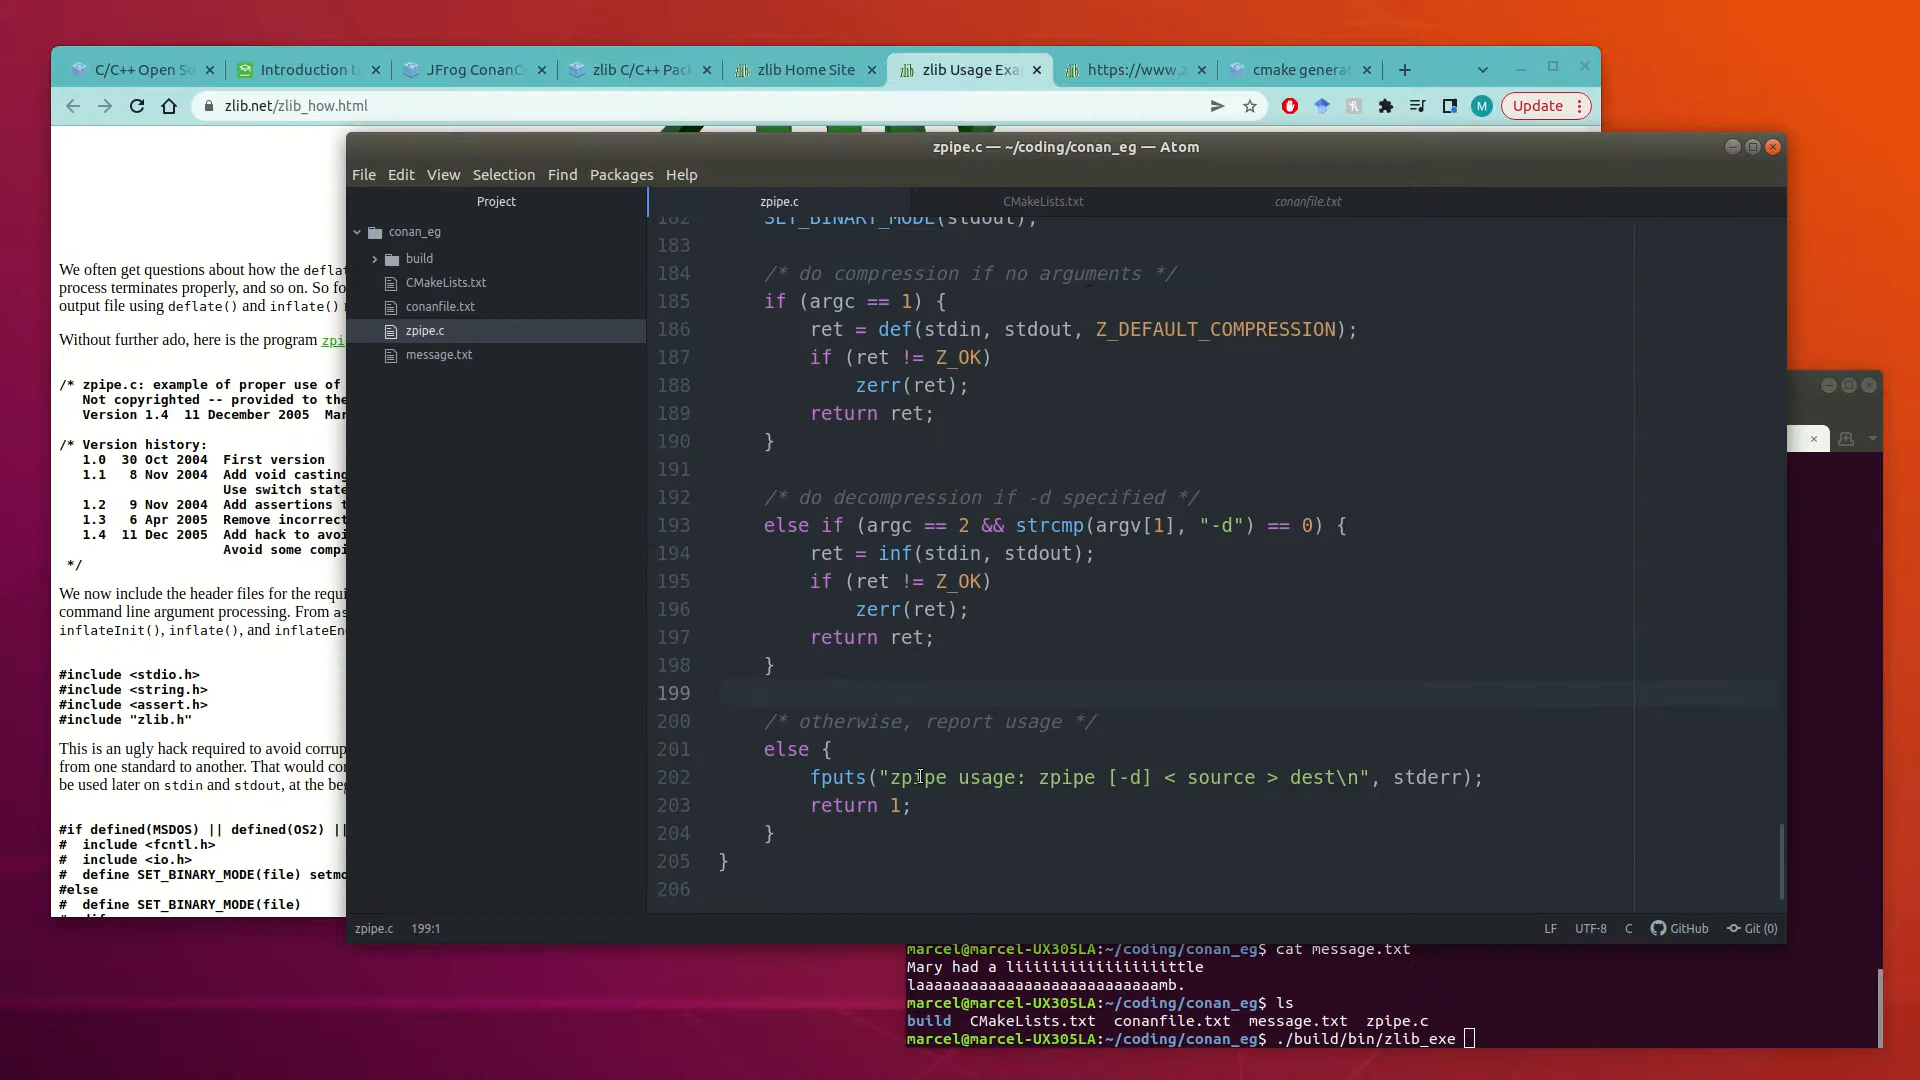 C/C++ Open So
Introduction t
JFrog ConanC
zlib C/C++ Pac
zlib Home Site
zlib Usage Exa
https://www.z
cmake genera
zlib.net/zlib_how.html
M
Update
zpipe.c — ~/coding/conan_eg — Atom
File Edit View Selection Find Packages Help
Project
zpipe.c
CMakeLists.txt
conanfile.txt
conan_eg
build
CMakeLists.txt
conanfile.txt
zpipe.c
message.txt
We often get questions about how the deflat
process terminates properly, and so on. So fo
output file using deflate() and inflate()
Without further ado, here is the program zpi
/* zpipe.c: example of proper use of
Not copyrighted -- provided to the
Version 1.4 11 December 2005 Mar
/* Version history:
1.0 30 Oct 2004 First version
1.1 8 Nov 2004 Add void casting
Use switch state
1.2 9 Nov 2004 Add assertions t
1.3 6 Apr 2005 Remove incorrect
1.4 11 Dec 2005 Add hack to avoi
Avoid some compi
*/
We now include the header files for the requi
command line argument processing. From as
inflateInit(), inflate(), and inflateEn
#include <stdio.h>
#include <string.h>
#include <assert.h>
#include "zlib.h"
This is an ugly hack required to avoid corrup
from one standard to another. That would cor
be used later on stdin and stdout, at the be
#if defined(MSDOS) || defined(OS2) ||
# include <fcntl.h>
# include <io.h>
# define SET_BINARY_MODE(file) setmo
#else
# define SET_BINARY_MODE(file)
182 SET_BINARY_MODE(stdout);
183
184 /* do compression if no arguments */
185 if (argc == 1) {
186 ret = def(stdin, stdout, Z_DEFAULT_COMPRESSION);
187 if (ret != Z_OK)
188 zerr(ret);
189 return ret;
190 }
191
192 /* do decompression if -d specified */
193 else if (argc == 2 && strcmp(argv[1], "-d") == 0) {
194 ret = inf(stdin, stdout);
195 if (ret != Z_OK)
196 zerr(ret);
197 return ret;
198 }
199
200 /* otherwise, report usage */
201 else {
202 fputs("zpipe usage: zpipe [-d] < source > dest\n", stderr);
203 return 1;
204 }
205 }
206
zpipe.c 199:1
LF UTF-8 C GitHub Git (0)
marcel@marcel-UX305LA:~/coding/conan_eg$ cat message.txt
Mary had a liiiiiiiiiiiiiiiiittle
laaaaaaaaaaaaaaaaaaaaaaaaaamb.
marcel@marcel-UX305LA:~/coding/conan_eg$ ls
build CMakeLists.txt conanfile.txt message.txt zpipe.c
marcel@marcel-UX305LA:~/coding/conan_eg$ ./build/bin/zlib_exe